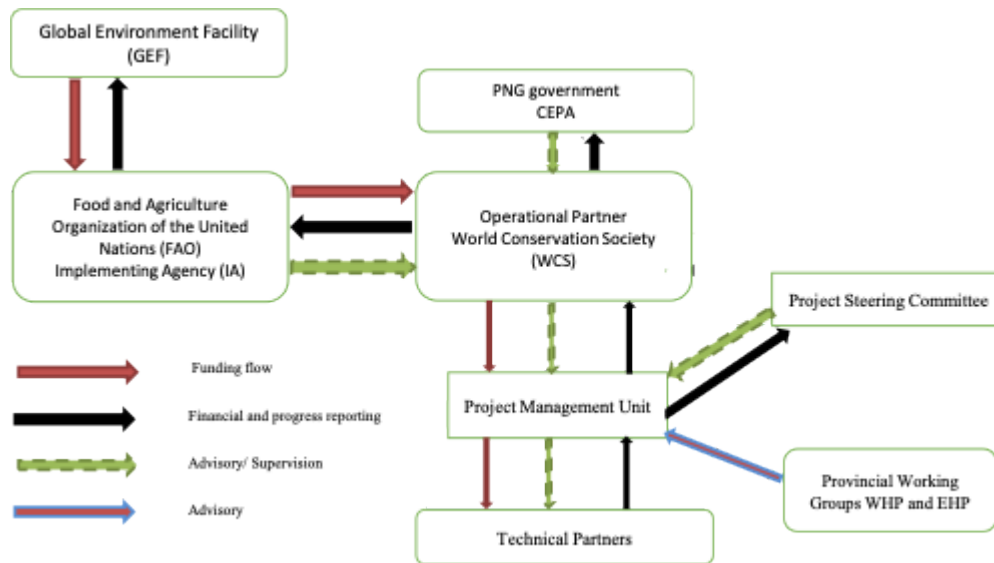 Global Environment Facility
(GEF)
PNG government
CEPA
Food and Agriculture
Organization of the United
Nations (FAO)
Implementing Agency (IA)
Operational Partner
World Conservation Society
(WCS)
Project Steering Committee
Funding flow
Financial and progress reporting
Advisory/ Supervision
Advisory
Project Management Unit
Provincial Working
Groups WHP and EHP
Technical Partners